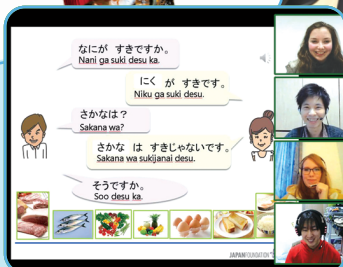 なにが すきですか。
Nani ga suki desu ka.
にく が すきです。
Niku ga suki desu.
さかなは？
Sakana wa?
さかな は すきじゃないです。
Sakana wa sukijanai desu.
そうですか。
Soo desu ka.
JAPANFOUNDATION